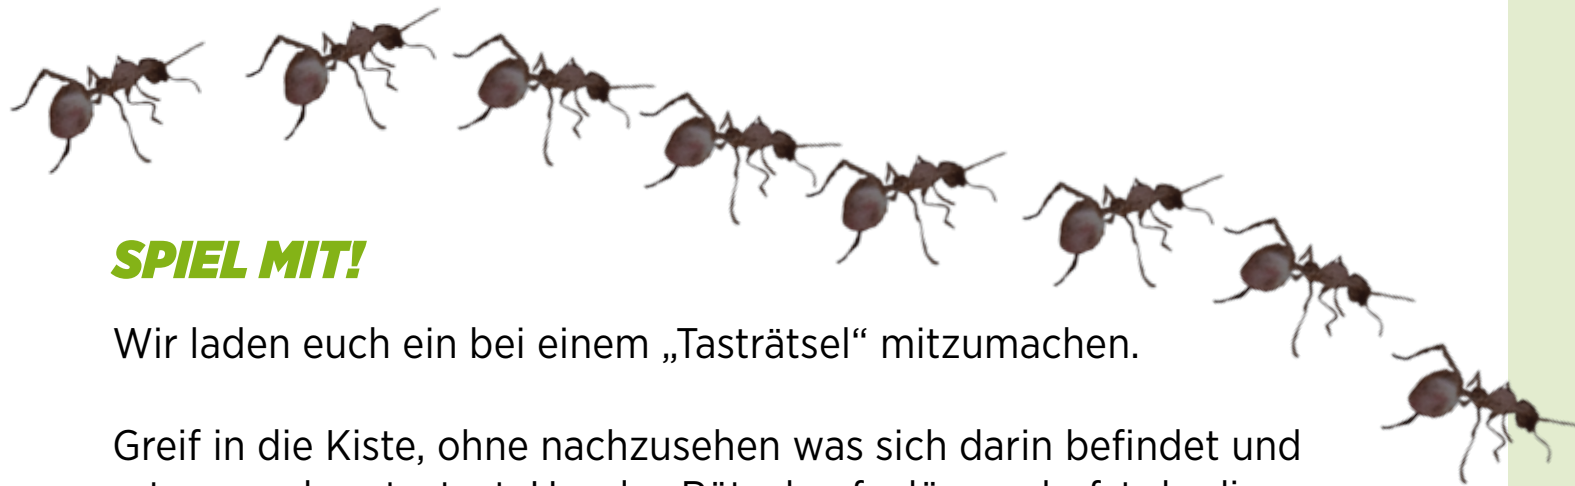 SPIEL MIT!
Wir laden euch ein bei einem „Tasträtsel“ mitzumachen.
Greif in die Kiste, ohne nachzusehen was sich darin befindet und